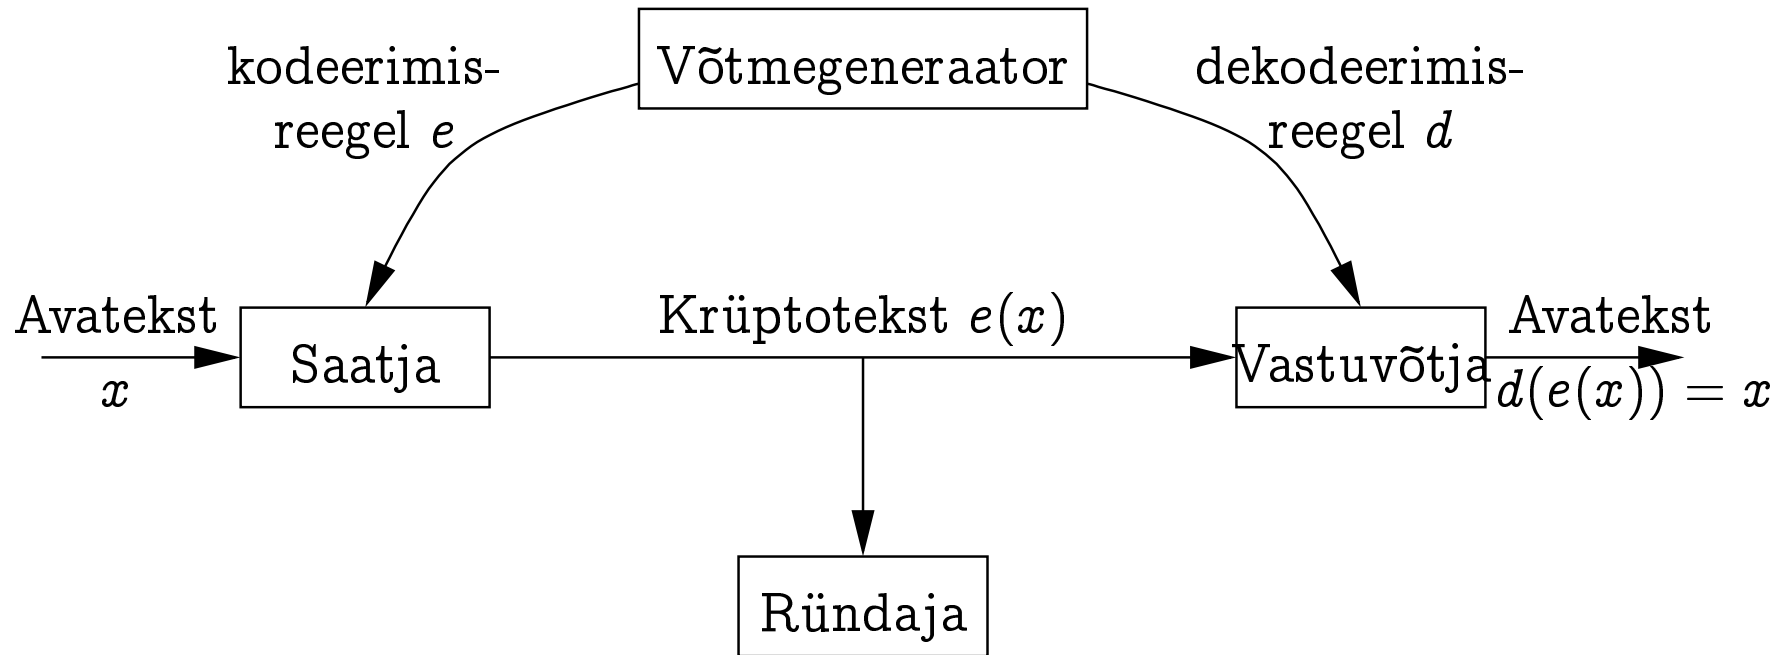 kodeerimis-
reegel e
Võtmegeneraator
dekodeerimis-
reegel d
Avatekst
x
Saatja
Krüptotekst e(x)
Vastuvõtja
Avatekst
d(e(x)) = x
Ründaja